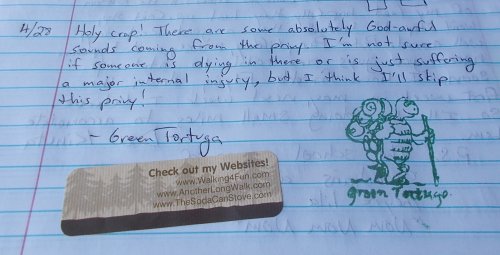 4/28 Holy crap! There are some absolutely God-awful
sounds coming from the privy. I'm not sure
if someone is dying in there or is just suffering
a major internal injury, but I think I'll skip
this privy!
- Green Tortuga
Check out my Websites!
www.Walking4Fun.com
www.AnotherLongWalk.com
www.TheSodaCanStove.com
green Tortuga